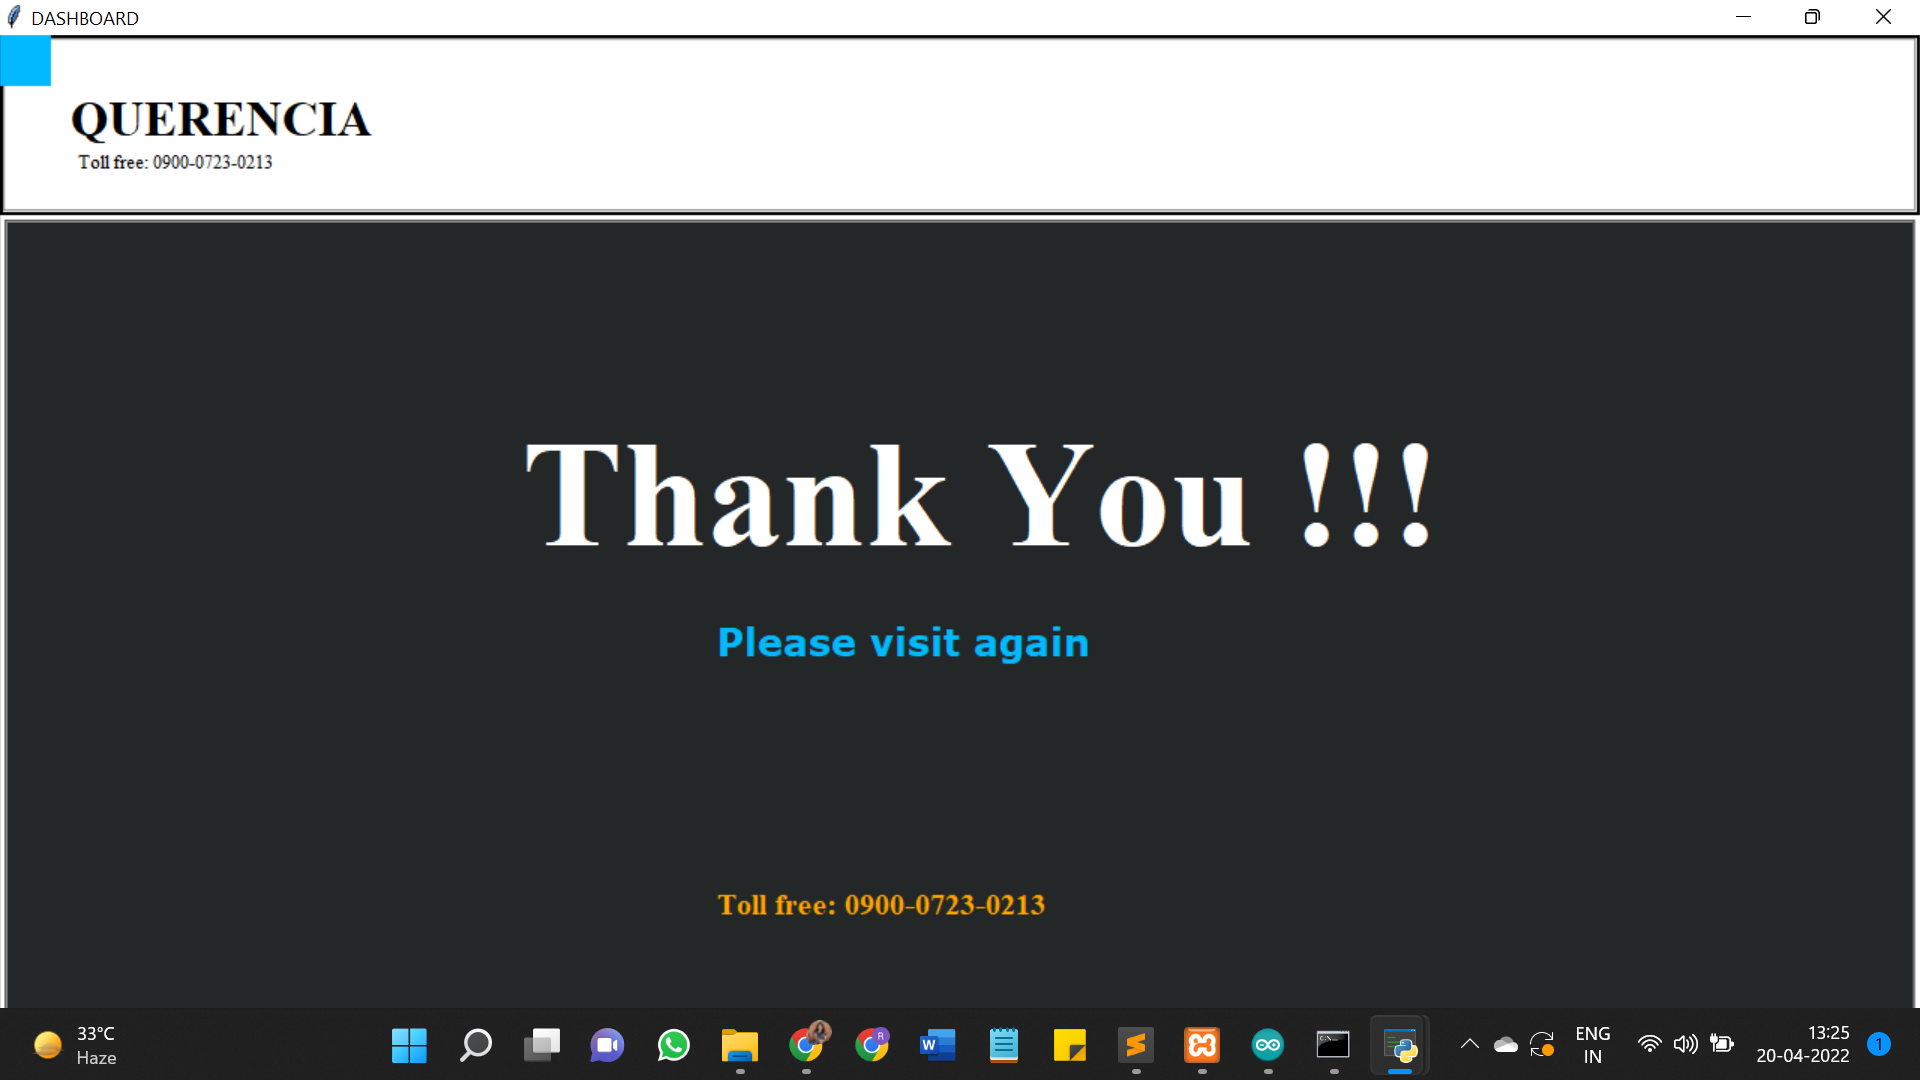 DASHBOARD
QUERENCIA
Toll free: 0900-0723-0213
Thank You !!!
Please visit again
Toll free: 0900-0723-0213
33°C
Haze
ENG
IN
13:25
20-04-2022
1